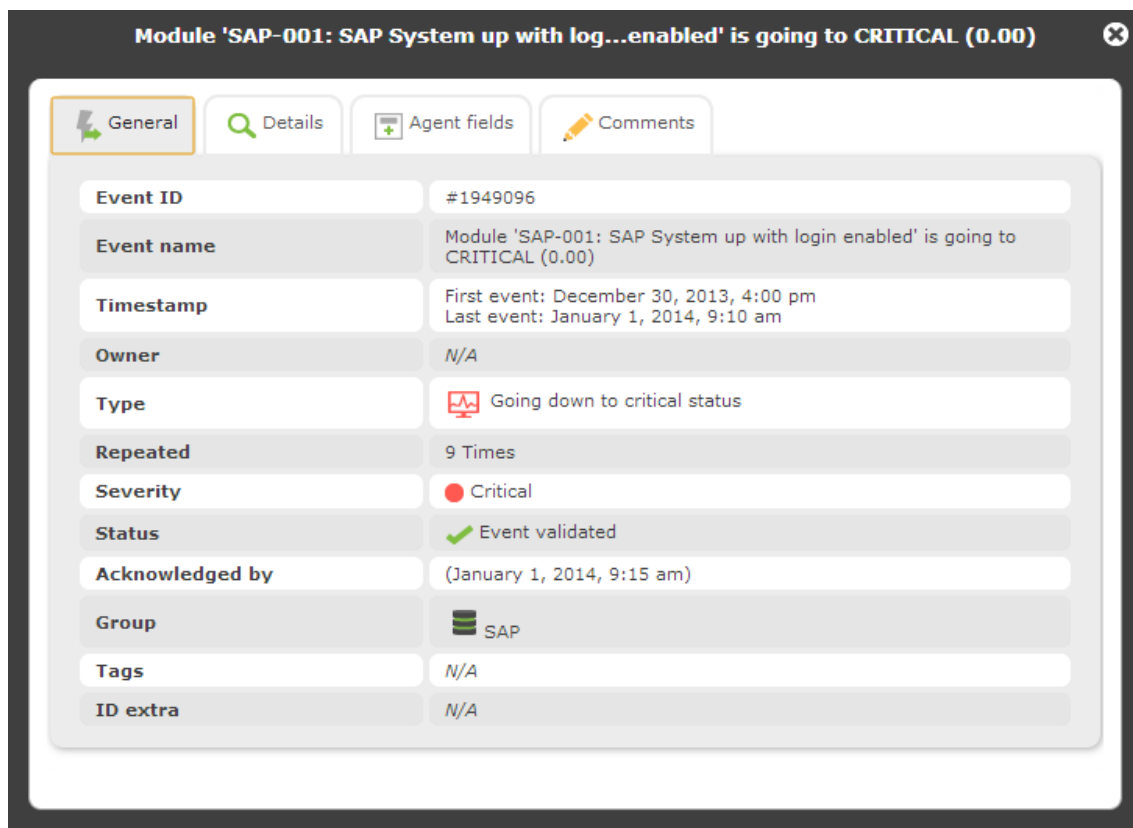 Module 'SAP-001: SAP System up with log...enabled' is going to CRITICAL (0.00)
General
Details
Agent fields
Comments
Event ID
#1949096
Event name
Module 'SAP-001: SAP System up with login enabled' is going to
CRITICAL (0.00)
Timestamp
First event: December 30, 2013, 4:00 pm
Last event: January 1, 2014, 9:10 am
Owner
N/A
Type
Going down to critical status
Repeated
9 Times
Severity
Critical
Status
Event validated
Acknowledged by
(January 1, 2014, 9:15 am)
Group
SAP
Tags
N/A
ID extra
N/A